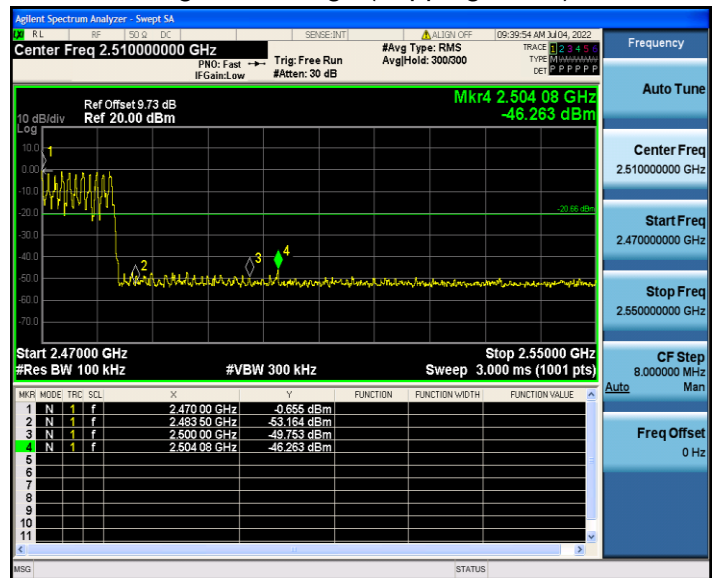 Agilent Spectrum Analyzer - Swept SA
RL RF 50 Ω DC SENSE:INT ALIGN OFF 09:39:54 AM Jul 04, 2022
Center Freq 2.510000000 GHz
PNO: Fast
IFGain:Low
Trig: Free Run
#Atten: 30 dB
#Avg Type: RMS
Avg|Hold: 300/300
TRACE 1 2 3 4 5 6
TYPE M
DET P P P P P P
Frequency
Auto Tune
Center Freq
2.510000000 GHz
Start Freq
2.470000000 GHz
Stop Freq
2.550000000 GHz
CF Step
8.000000 MHz
Auto Man
Freq Offset
0 Hz
Mkr4 2.504 08 GHz
-46.263 dBm
Ref Offset 9.73 dB
10 dB/div Ref 20.00 dBm
Log
10.0
0.00
-10.0
-20.0
-30.0
-40.0
-50.0
-60.0
-70.0
1
2
3
4
-20.66 dBm
Start 2.47000 GHz Stop 2.55000 GHz
#Res BW 100 kHz #VBW 300 kHz Sweep 3.000 ms (1001 pts)
MKR MODE TRC SCL X Y FUNCTION FUNCTION WIDTH FUNCTION VALUE
1 N 1 f 2.470 00 GHz -0.655 dBm
2 N 1 f 2.483 50 GHz -53.164 dBm
3 N 1 f 2.500 00 GHz -49.753 dBm
4 N 1 f 2.504 08 GHz -46.263 dBm
5
6
7
8
9
10
11
MSG STATUS